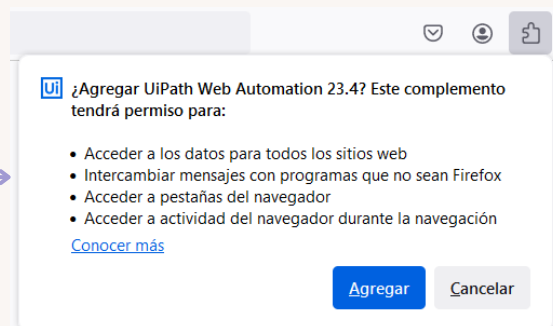 Ui ¿Agregar UiPath Web Automation 23.4? Este complemento
tendrá permiso para:
• Acceder a los datos para todos los sitios web
• Intercambiar mensajes con programas que no sean Firefox
• Acceder a pestañas del navegador
• Acceder a actividad del navegador durante la navegación
Conocer más
Agregar Cancelar